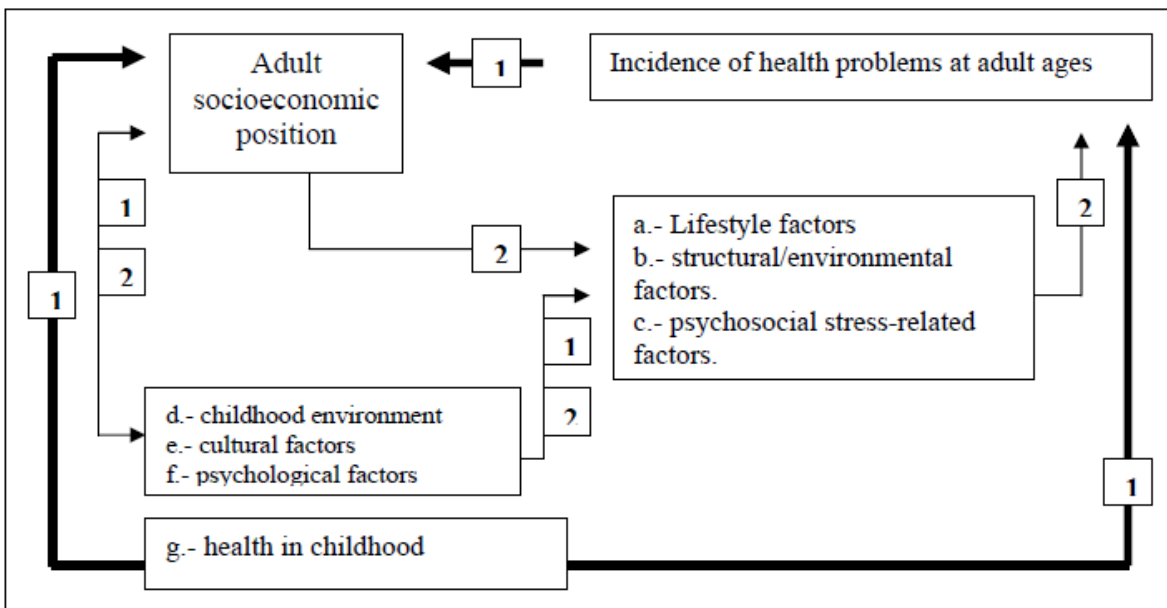 Adult
socioeconomic
position
1
Incidence of health problems at adult ages
1
2
2
a.- Lifestyle factors
b.- structural/environmental
factors.
c.- psychosocial stress-related
factors.
2
1
1
2
d.- childhood environment
e.- cultural factors
f.- psychological factors
g.- health in childhood
1